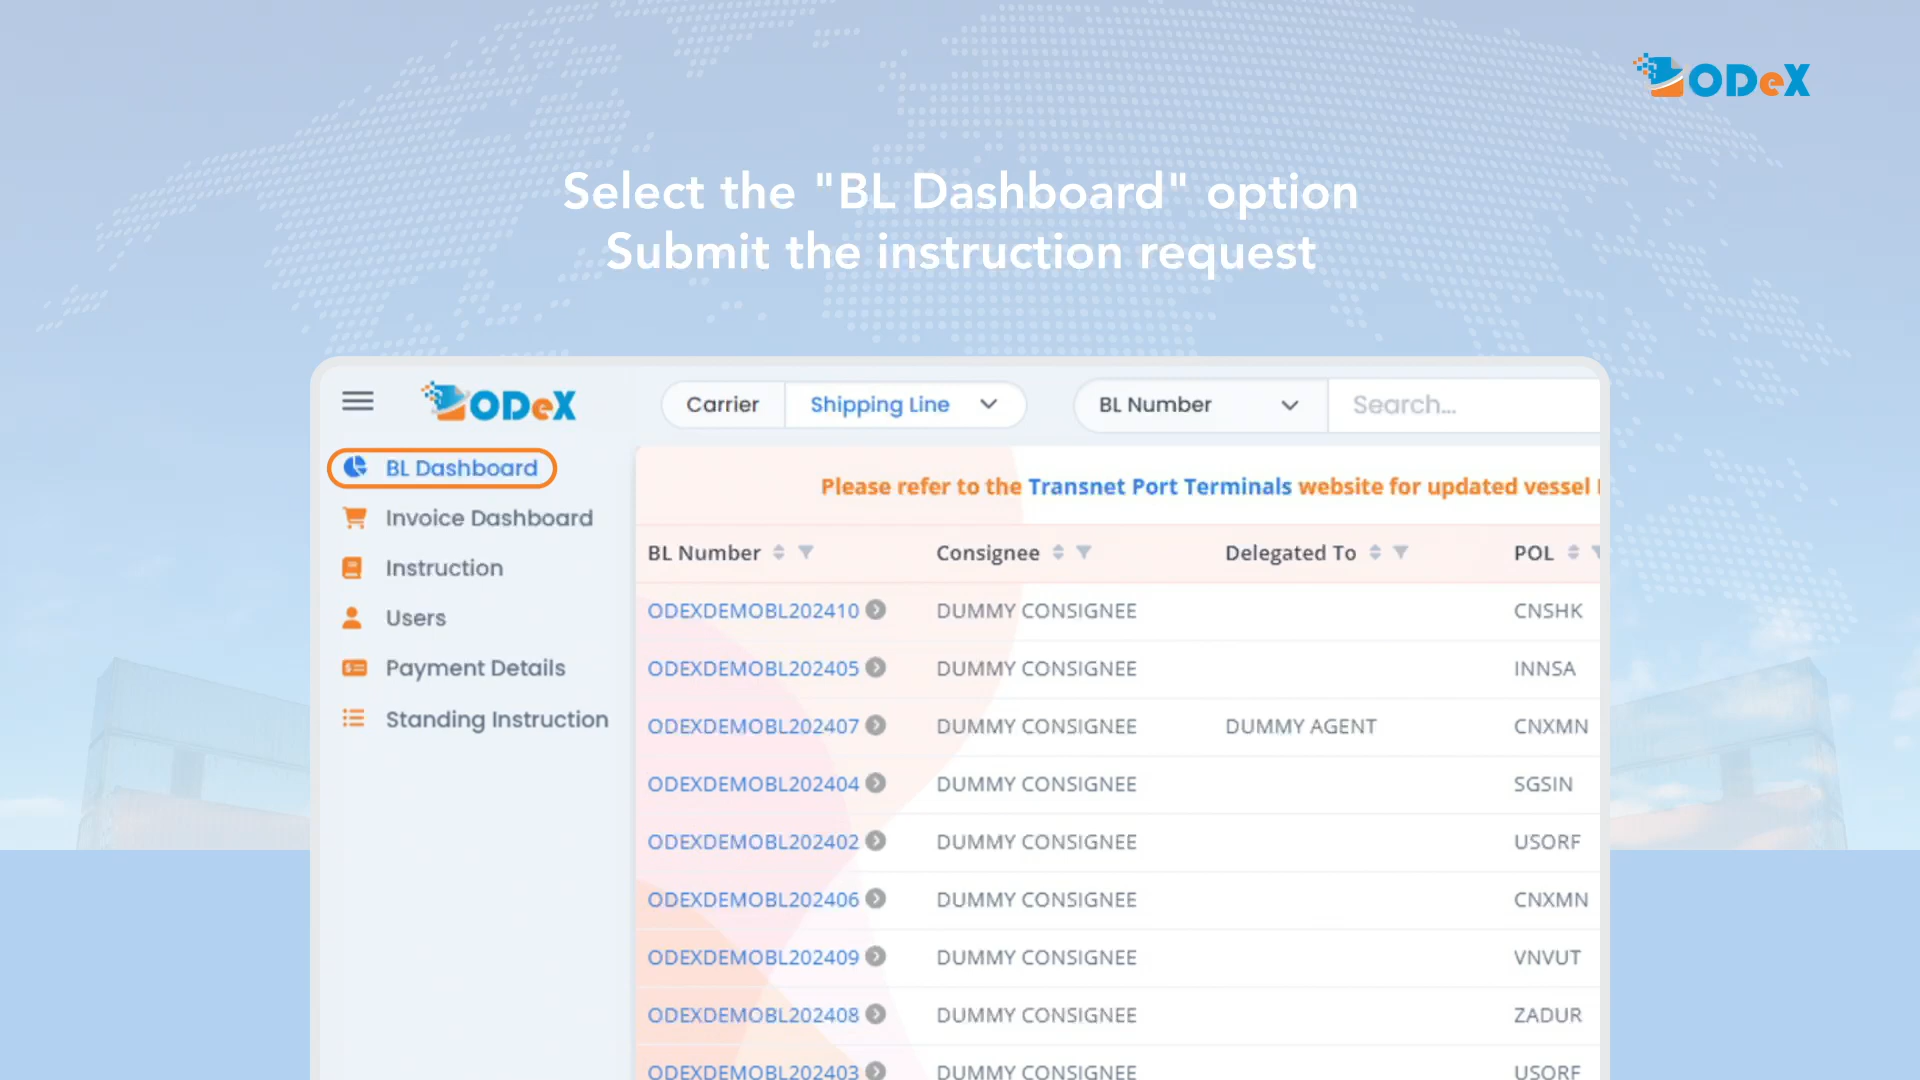 ODeX
Select the "BL Dashboard" option
Submit the instruction request
ODeX
Carrier
Shipping Line
BL Number
Search...
BL Dashboard
Invoice Dashboard
Instruction
Users
Payment Details
Standing Instruction
Please refer to the Transnet Port Terminals website for updated vessel
BL Number Consignee Delegated To POL
ODEXDEMOBL202410 DUMMY CONSIGNEE CNSHK
ODEXDEMOBL202405 DUMMY CONSIGNEE INNSA
ODEXDEMOBL202407 DUMMY CONSIGNEE DUMMY AGENT CNXMN
ODEXDEMOBL202404 DUMMY CONSIGNEE SGSIN
ODEXDEMOBL202402 DUMMY CONSIGNEE USORF
ODEXDEMOBL202406 DUMMY CONSIGNEE CNXMN
ODEXDEMOBL202409 DUMMY CONSIGNEE VNVUT
ODEXDEMOBL202408 DUMMY CONSIGNEE ZADUR
ODEXDEMOBL202403 DUMMY CONSIGNEE USORF